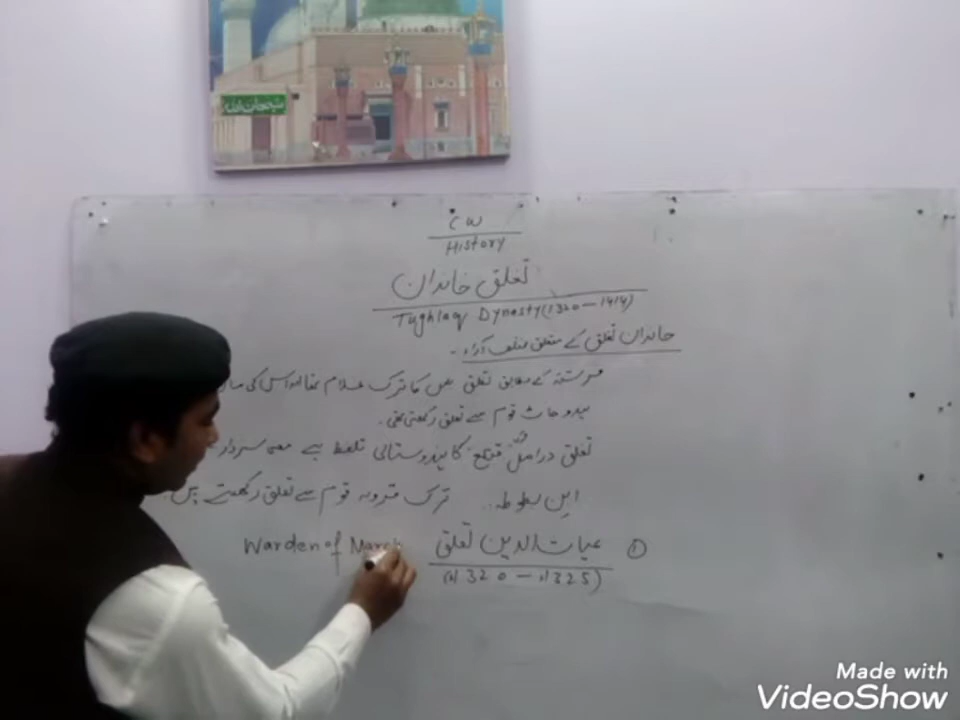 CW
History
تغلق خاندان
Tughlaq Dynasty (1320 – 1414)
خاندان تغلق کے متعلق مختلف آراء۔
فرشتہ کے مطابق تغلق بلبن کا ترک غلام تھا اور اس کی ماں
ہندو جاٹ قوم سے تعلق رکھتی تھی۔
تغلق دراصل قتلغ کا ہندوستانی تلفظ ہے
ابن بطوطہ۔ ترک قرونہ قوم سے تعلق رکھتے ہیں
① غیاث الدین تغلق Warden of March
(1320 – 1325)
Made with
VideoShow